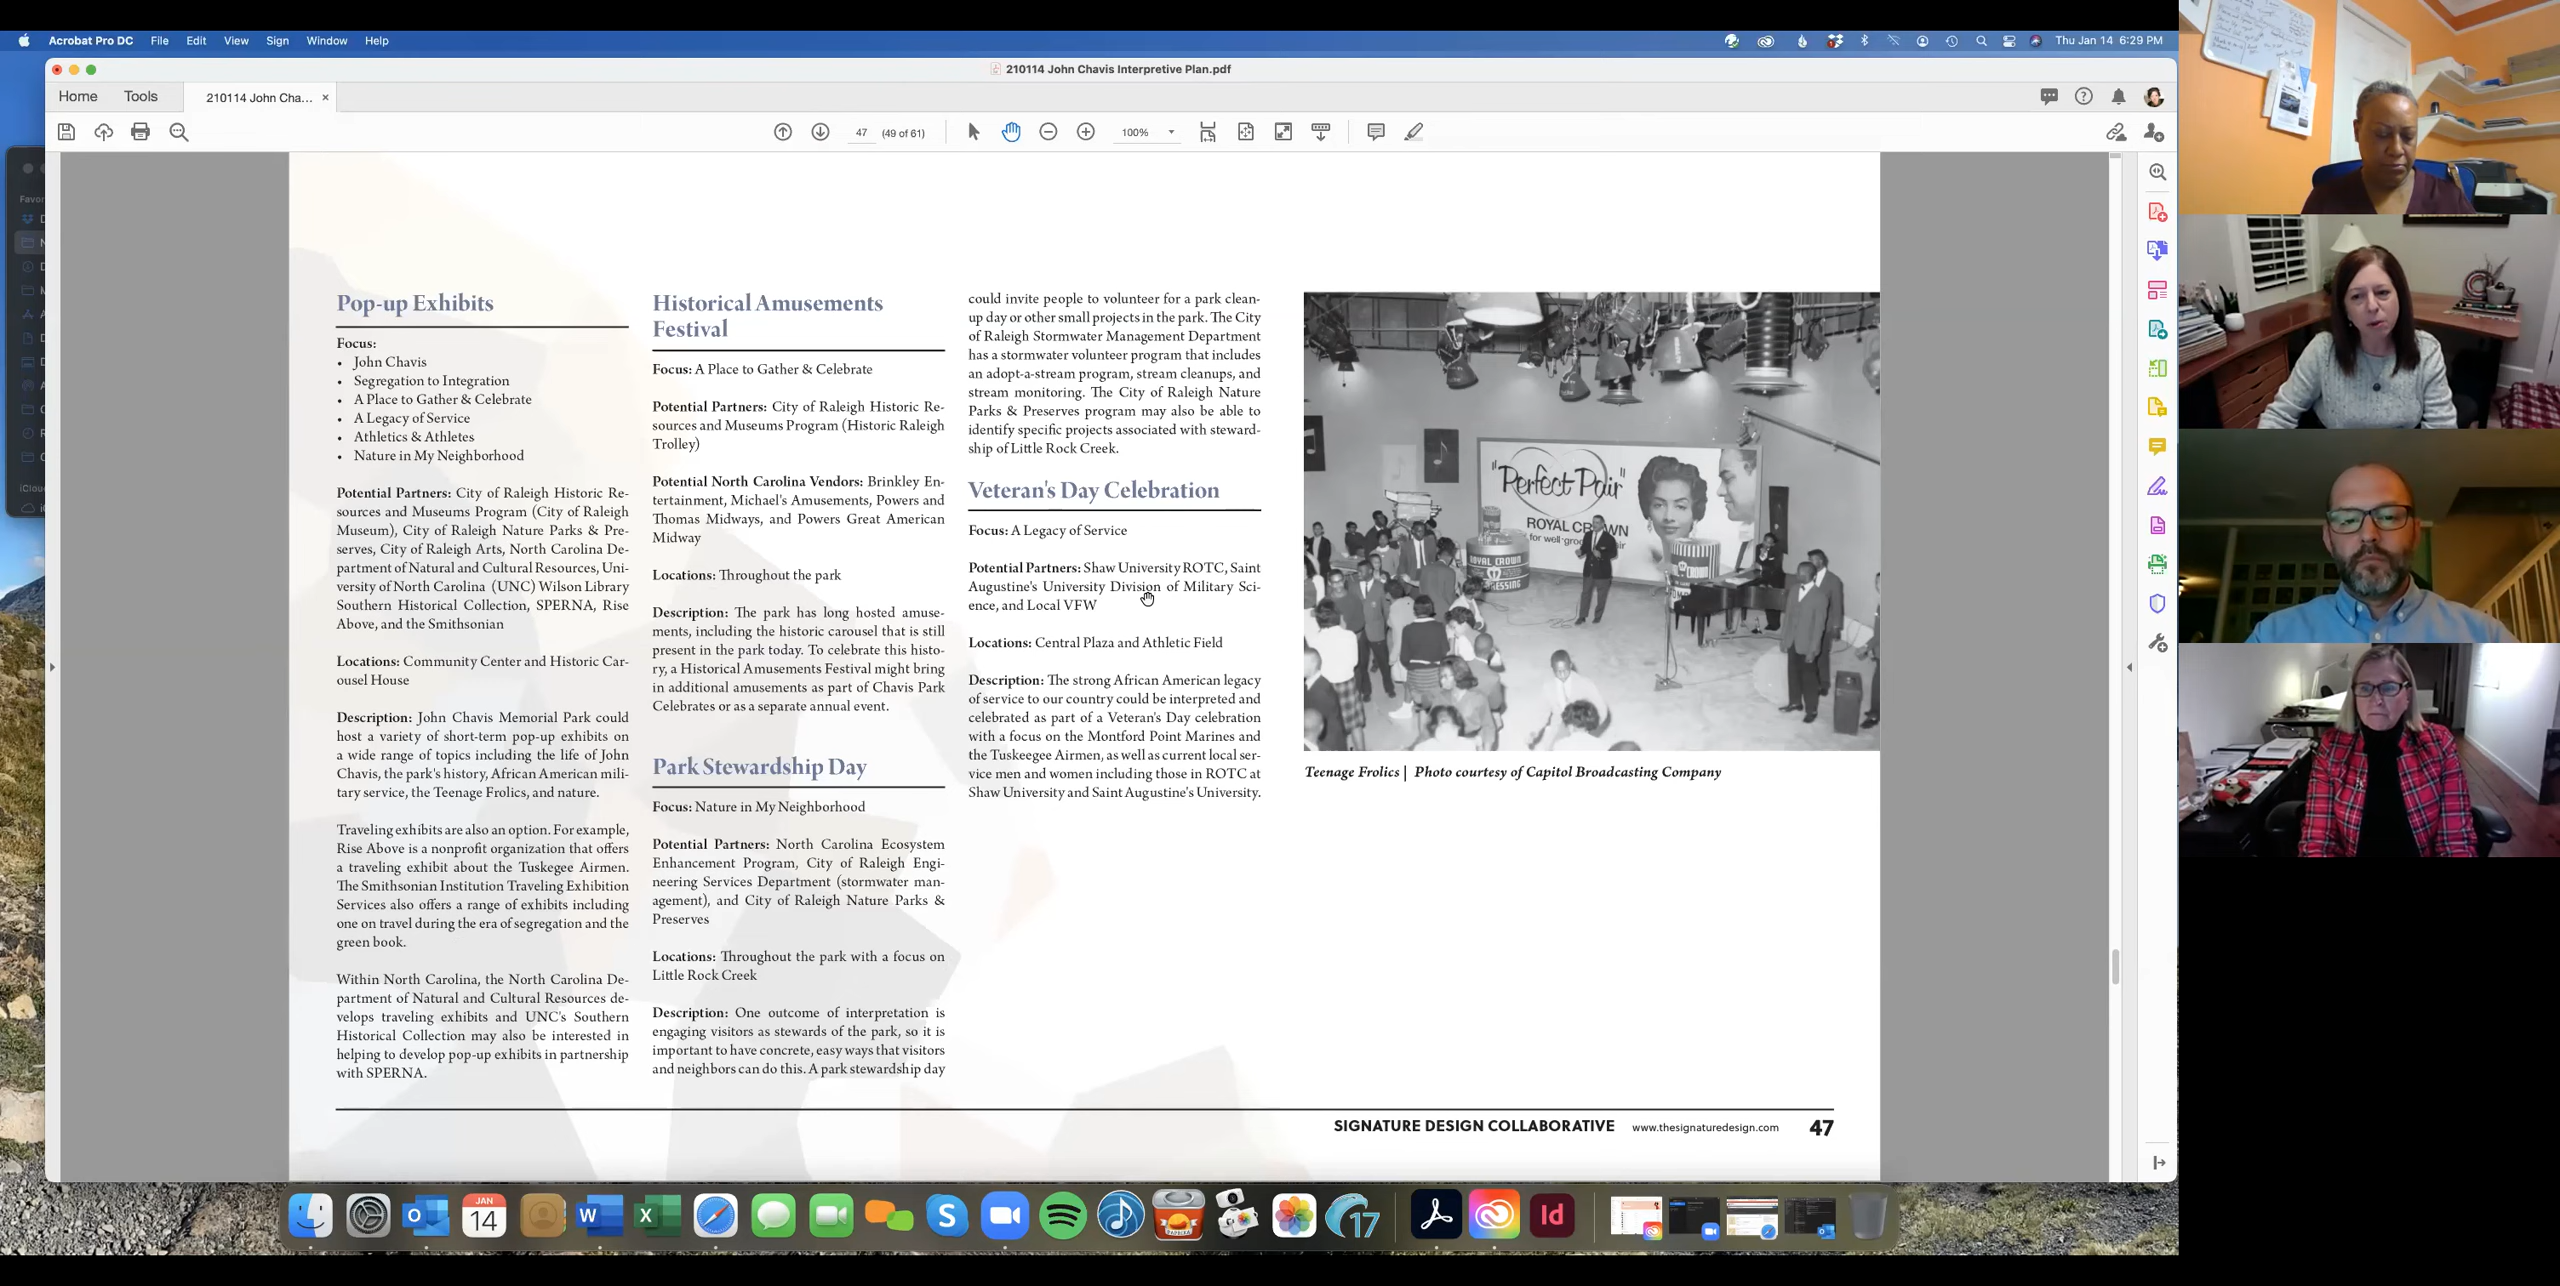 Acrobat Pro DC File Edit View Sign Window Help
Thu Jan 14 6:29 PM
210114 John Chavis Interpretive Plan.pdf
Home Tools 210114 John Cha... ×
47 (49 of 61) 100%
Favor
iClou
Pop-up Exhibits
Focus:
• John Chavis
• Segregation to Integration
• A Place to Gather & Celebrate
• A Legacy of Service
• Athletics & Athletes
• Nature in My Neighborhood
Potential Partners: City of Raleigh Historic Re-
sources and Museums Program (City of Raleigh
Museum), City of Raleigh Nature Parks & Pre-
serves, City of Raleigh Arts, North Carolina De-
partment of Natural and Cultural Resources, Uni-
versity of North Carolina (UNC) Wilson Library
Southern Historical Collection, SPERNA, Rise
Above, and the Smithsonian
Locations: Community Center and Historic Car-
ousel House
Description: John Chavis Memorial Park could
host a variety of short-term pop-up exhibits on
a wide range of topics including the life of John
Chavis, the park's history, African American mili-
tary service, the Teenage Frolics, and nature.
Traveling exhibits are also an option. For example,
Rise Above is a nonprofit organization that offers
a traveling exhibit about the Tuskegee Airmen.
The Smithsonian Institution Traveling Exhibition
Services also offers a range of exhibits including
one on travel during the era of segregation and the
green book.
Within North Carolina, the North Carolina De-
partment of Natural and Cultural Resources de-
velops traveling exhibits and UNC's Southern
Historical Collection may also be interested in
helping to develop pop-up exhibits in partnership
with SPERNA.
Historical Amusements
Festival
Focus: A Place to Gather & Celebrate
Potential Partners: City of Raleigh Historic Re-
sources and Museums Program (Historic Raleigh
Trolley)
Potential North Carolina Vendors: Brinkley En-
tertainment, Michael's Amusements, Powers and
Thomas Midways, and Powers Great American
Midway
Locations: Throughout the park
Description: The park has long hosted amuse-
ments, including the historic carousel that is still
present in the park today. To celebrate this histo-
ry, a Historical Amusements Festival might bring
in additional amusements as part of Chavis Park
Celebrates or as a separate annual event.
Park Stewardship Day
Focus: Nature in My Neighborhood
Potential Partners: North Carolina Ecosystem
Enhancement Program, City of Raleigh Engi-
neering Services Department (stormwater man-
agement), and City of Raleigh Nature Parks &
Preserves
Locations: Throughout the park with a focus on
Little Rock Creek
Description: One outcome of interpretation is
engaging visitors as stewards of the park, so it is
important to have concrete, easy ways that visitors
and neighbors can do this. A park stewardship day
could invite people to volunteer for a park clean-
up day or other small projects in the park. The City
of Raleigh Stormwater Management Department
has a stormwater volunteer program that includes
an adopt-a-stream program, stream cleanups, and
stream monitoring. The City of Raleigh Nature
Parks & Preserves program may also be able to
identify specific projects associated with steward-
ship of Little Rock Creek.
Veteran's Day Celebration
Focus: A Legacy of Service
Potential Partners: Shaw University ROTC, Saint
Augustine's University Division of Military Sci-
ence, and Local VFW
Locations: Central Plaza and Athletic Field
Description: The strong African American legacy
of service to our country could be interpreted and
celebrated as part of a Veteran's Day celebration
with a focus on the Montford Point Marines and
the Tuskeegee Airmen, as well as current local ser-
vice men and women including those in ROTC at
Shaw University and Saint Augustine's University.
"Perfect Pair"
ROYAL CROWN
for well-groo
ROYAL CROWN
DRESSING
Teenage Frolics | Photo courtesy of Capitol Broadcasting Company
SIGNATURE DESIGN COLLABORATIVE www.thesignaturedesign.com 47
JAN
14
O
W
X
S
17
Id